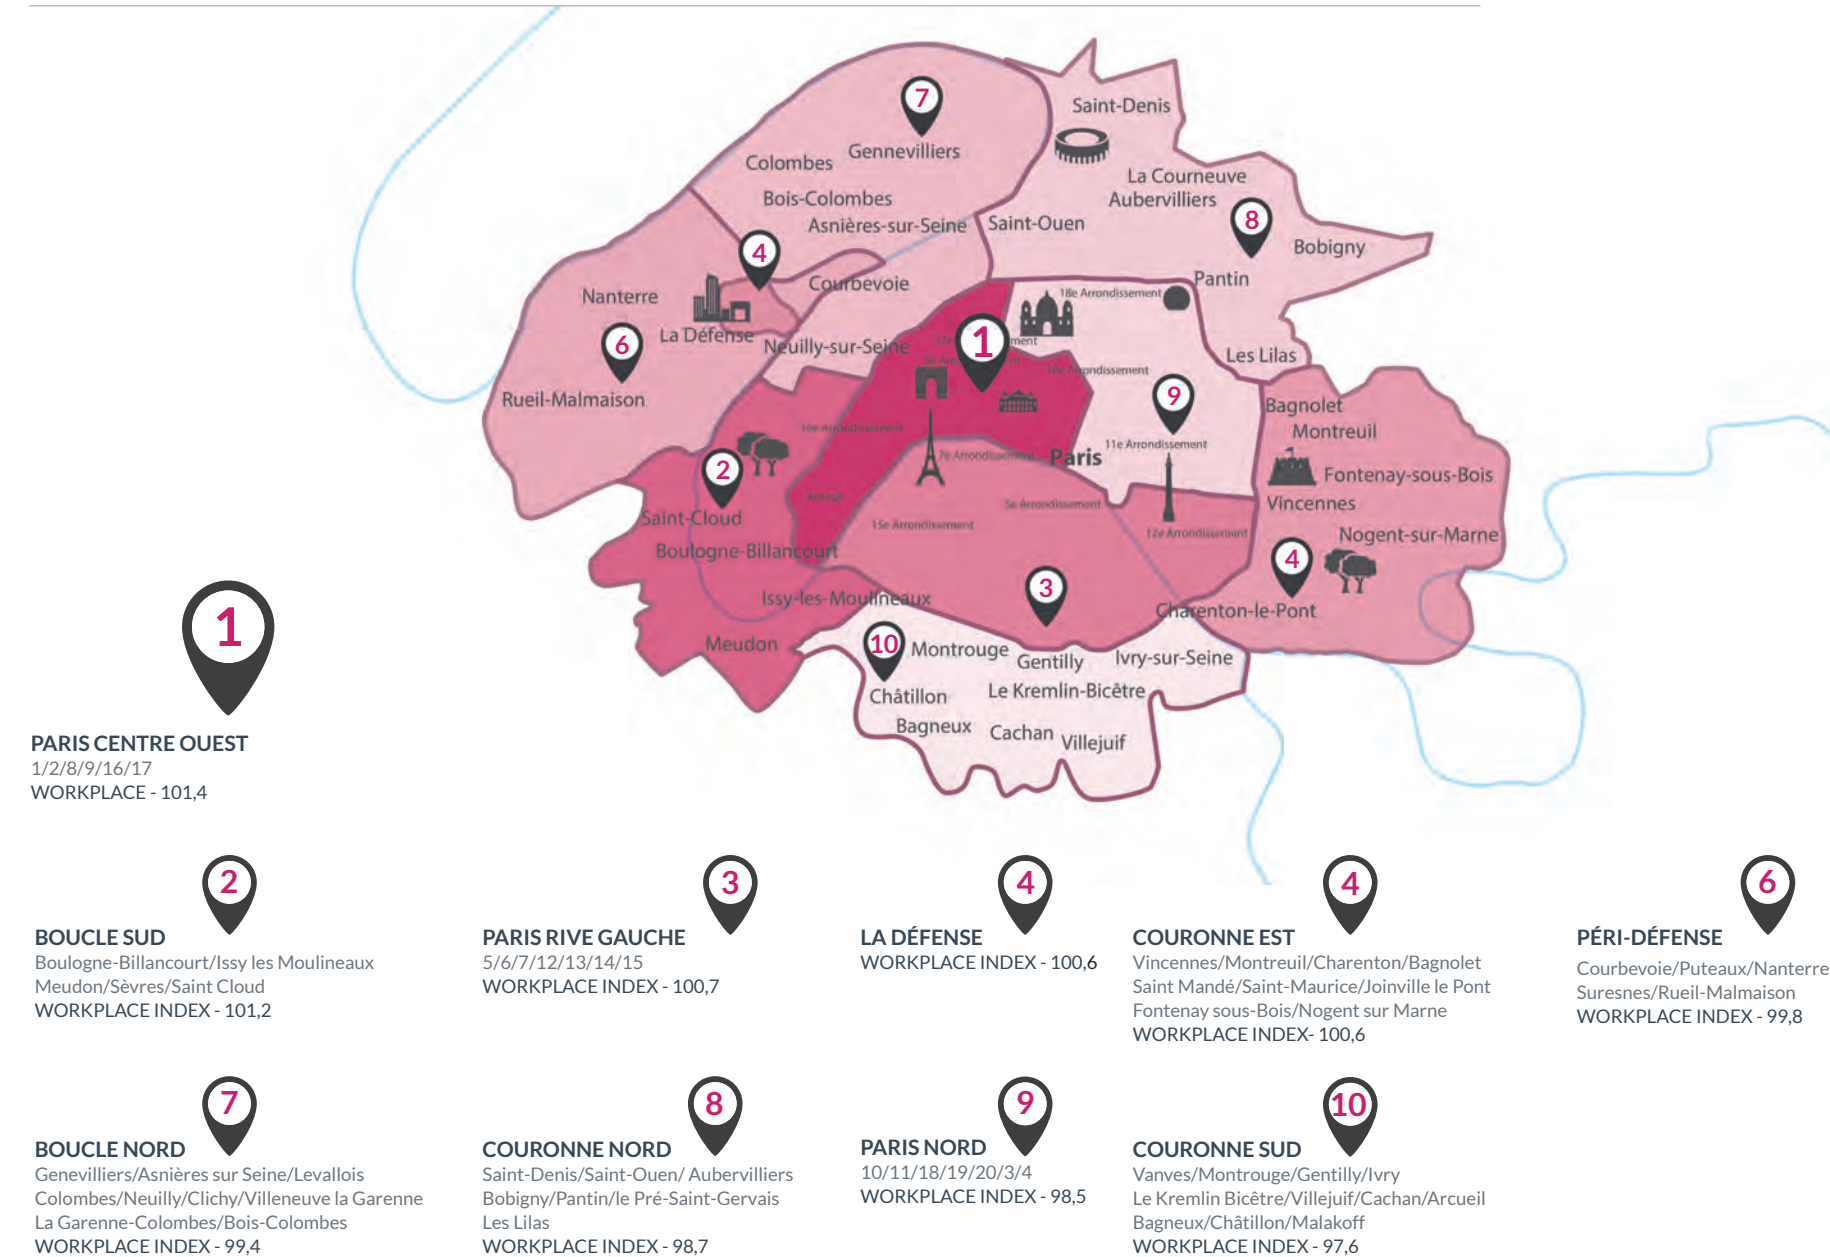 7
Saint-Denis
Colombes
Gennevilliers
La Courneuve
Aubervilliers
Bois-Colombes
Asnières-sur-Seine
Saint-Ouen
8
Bobigny
4
Pantin
Nanterre
Courbevoie
18e Arrondissement
La Défense
6
Neuilly-sur-Seine
1
Les Lilas
Rueil-Malmaison
9
Bagnolet
Montreuil
16e Arrondissement
11e Arrondissement
7e Arrondissement
Paris
2
Fontenay-sous-Bois
Vincennes
Auteuil
5e Arrondissement
Saint-Cloud
15e Arrondissement
12e Arrondissement
Nogent-sur-Marne
Boulogne-Billancourt
4
3
Issy-les-Moulineaux
Charenton-le-Pont
Meudon
10
Montrouge
Gentilly
Ivry-sur-Seine
Châtillon
Le Kremlin-Bicêtre
Bagneux
Cachan
Villejuif
1
PARIS CENTRE OUEST
1/2/8/9/16/17
WORKPLACE - 101,4
2
BOUCLE SUD
Boulogne-Billancourt/Issy les Moulineaux
Meudon/Sèvres/Saint Cloud
WORKPLACE INDEX - 101,2
3
PARIS RIVE GAUCHE
5/6/7/12/13/14/15
WORKPLACE INDEX - 100,7
4
LA DÉFENSE
WORKPLACE INDEX - 100,6
4
COURONNE EST
Vincennes/Montreuil/Charenton/Bagnolet
Saint Mandé/Saint-Maurice/Joinville le Pont
Fontenay sous-Bois/Nogent sur Marne
WORKPLACE INDEX- 100,6
6
PÉRI-DÉFENSE
Courbevoie/Puteaux/Nanterre
Suresnes/Rueil-Malmaison
WORKPLACE INDEX - 99,8
7
BOUCLE NORD
Genevilliers/Asnières sur Seine/Levallois
Colombes/Neuilly/Clichy/Villeneuve la Garenne
La Garenne-Colombes/Bois-Colombes
WORKPLACE INDEX - 99,4
8
COURONNE NORD
Saint-Denis/Saint-Ouen/ Aubervilliers
Bobigny/Pantin/le Pré-Saint-Gervais
Les Lilas
WORKPLACE INDEX - 98,7
9
PARIS NORD
10/11/18/19/20/3/4
WORKPLACE INDEX - 98,5
10
COURONNE SUD
Vanves/Montrouge/Gentilly/Ivry
Le Kremlin Bicêtre/Villejuif/Cachan/Arcueil
Bagneux/Châtillon/Malakoff
WORKPLACE INDEX - 97,6